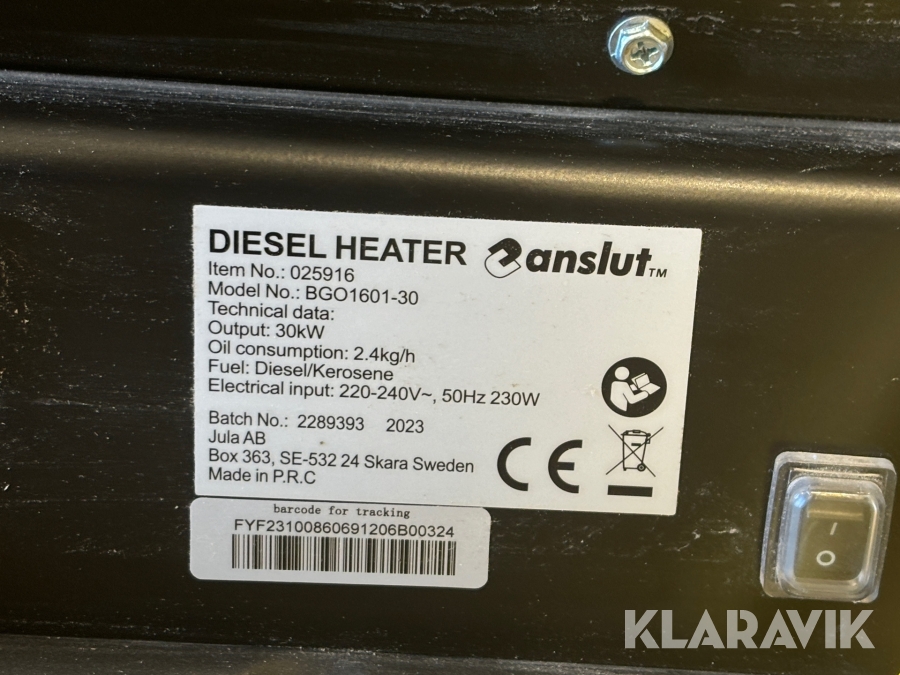 DIESEL HEATER anslut™
Item No.: 025916
Model No.: BGO1601-30
Technical data:
Output: 30kW
Oil consumption: 2.4kg/h
Fuel: Diesel/Kerosene
Electrical input: 220-240V~, 50Hz 230W
Batch No.: 2289393 2023
Jula AB
Box 363, SE-532 24 Skara Sweden
Made in P.R.C
CE
barcode for tracking
FYF23100860691206B00324
KLARAVIK